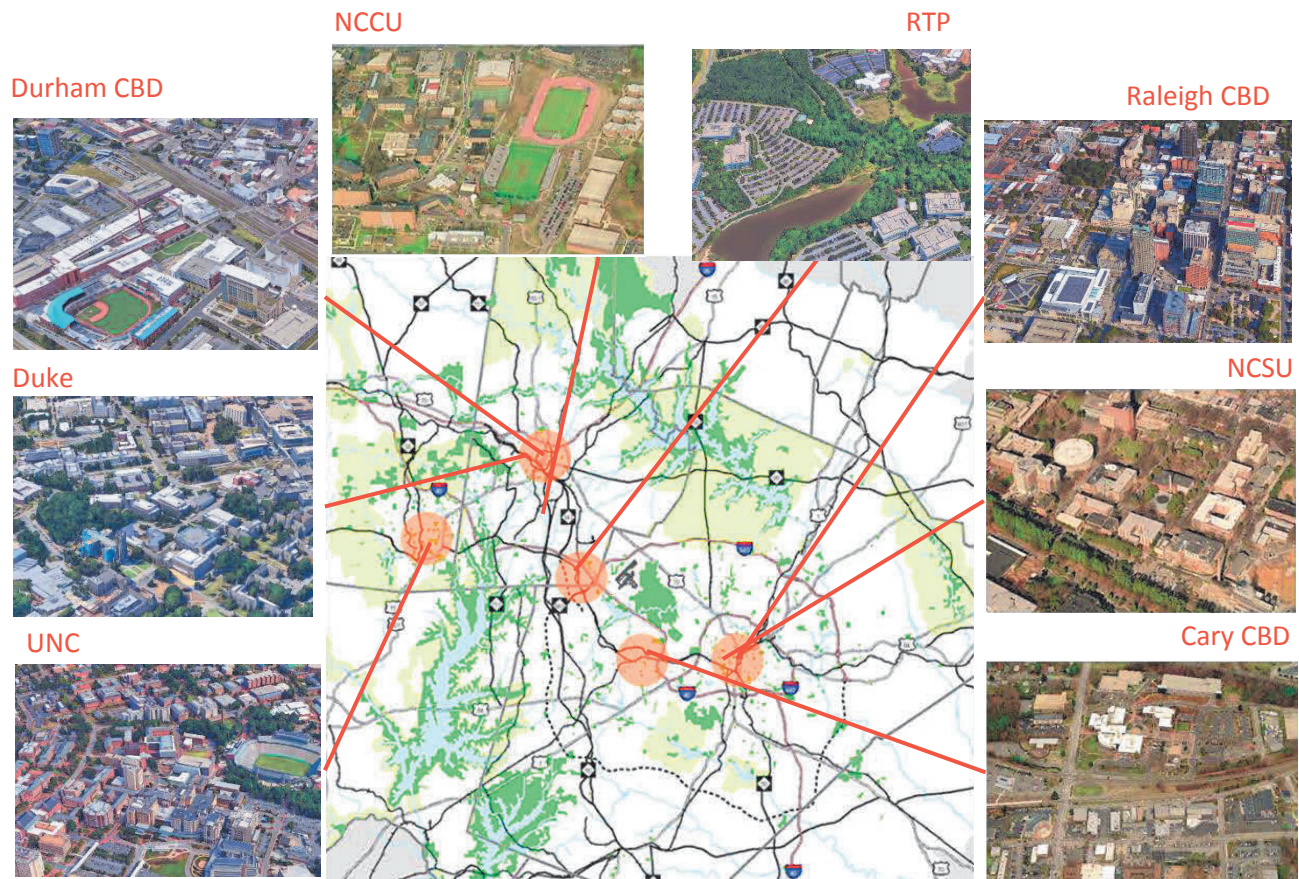 NCCU
RTP
Durham CBD
Raleigh CBD
Duke
NCSU
UNC
Cary CBD